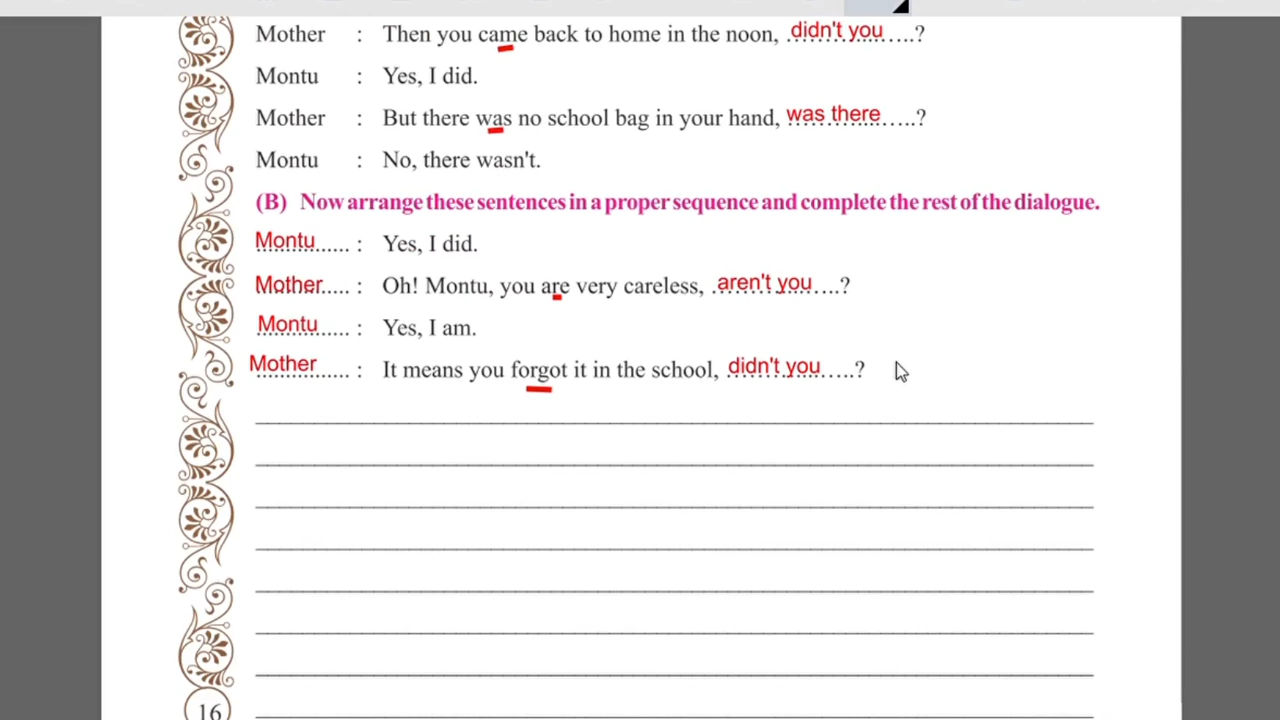 Mother : Then you came back to home in the noon, didn't you ....?
Montu : Yes, I did.
Mother : But there was no school bag in your hand, was there .....?
Montu : No, there wasn't.
(B) Now arrange these sentences in a proper sequence and complete the rest of the dialogue.
Montu ...... : Yes, I did.
Mother ..... : Oh! Montu, you are very careless, aren't you ....?
Montu ...... : Yes, I am.
Mother ...... : It means you forgot it in the school, didn't you .....?
16